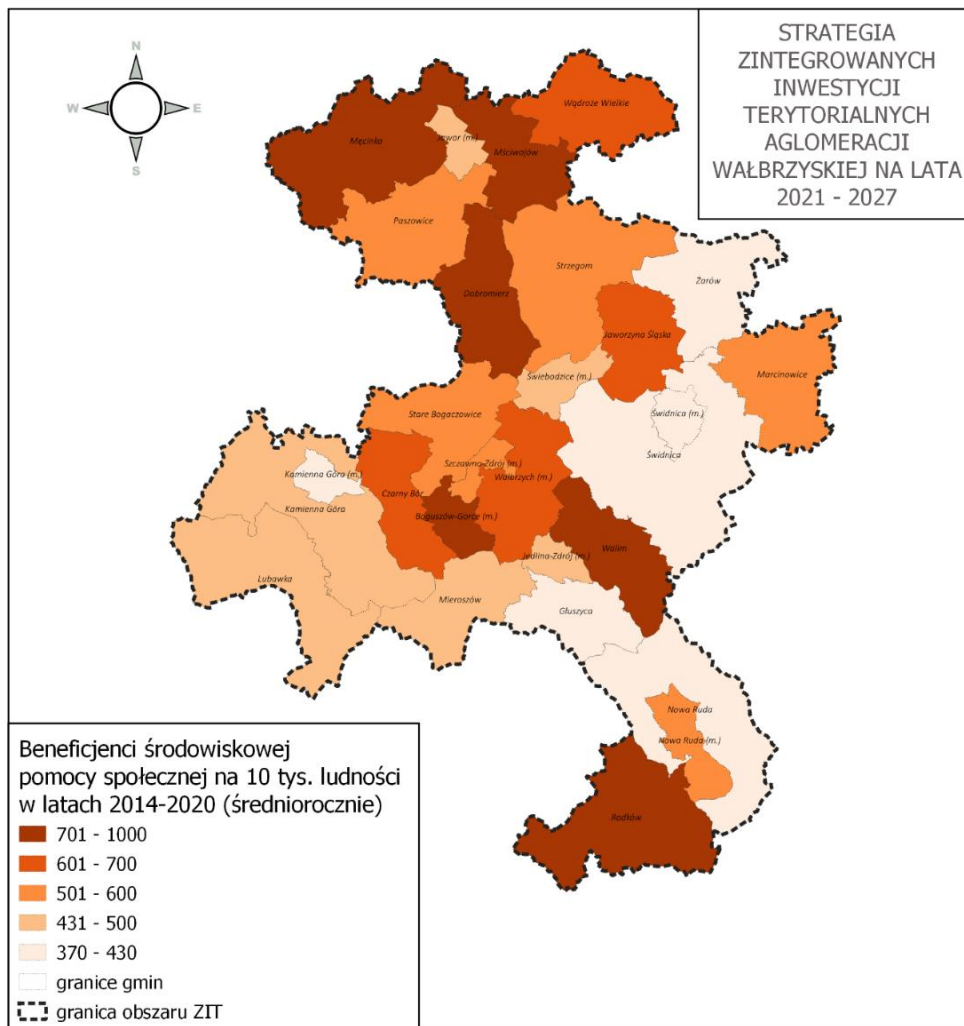 STRATEGIA
ZINTEGROWANYCH
INWESTYCJI
TERYTORIALNYCH
AGLOMERACJI
WAŁBRZYSKIEJ NA LATA
2021 - 2027
N
W
E
S
Wądroże Wielkie
Męcinka
Jawor (m.)
Mściwojów
Paszowice
Strzegom
Żarów
Dobromierz
Jaworzyna Śląska
Marcinowice
Świebodzice (m.)
Stare Bogaczowice
Świdnica (m.)
Świdnica
Szczawno-Zdrój (m.)
Kamienna Góra (m.)
Wałbrzych (m.)
Czarny Bór
Kamienna Góra
Boguszów-Gorce (m.)
Walim
Jedlina-Zdrój (m.)
Lubawka
Mieroszów
Głuszyca
Nowa Ruda
Nowa Ruda (m.)
Radków
Beneficjenci środowiskowej
pomocy społecznej na 10 tys. ludności
w latach 2014-2020 (średniorocznie)
701 - 1000
601 - 700
501 - 600
431 - 500
370 - 430
granice gmin
granica obszaru ZIT